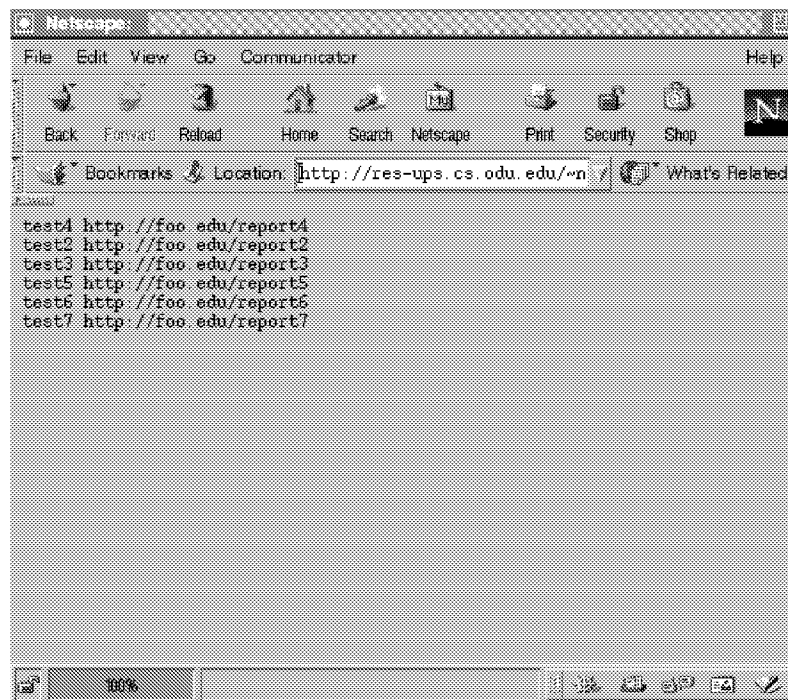 Netscape:
File Edit View Go Communicator Help
Back Forward Reload Home Search Netscape Print Security Shop
Bookmarks Location: http://res-ups.cs.odu.edu/~n What's Related
test4 http://foo.edu/report4
test2 http://foo.edu/report2
test3 http://foo.edu/report3
test5 http://foo.edu/report5
test6 http://foo.edu/report6
test7 http://foo.edu/report7
100%